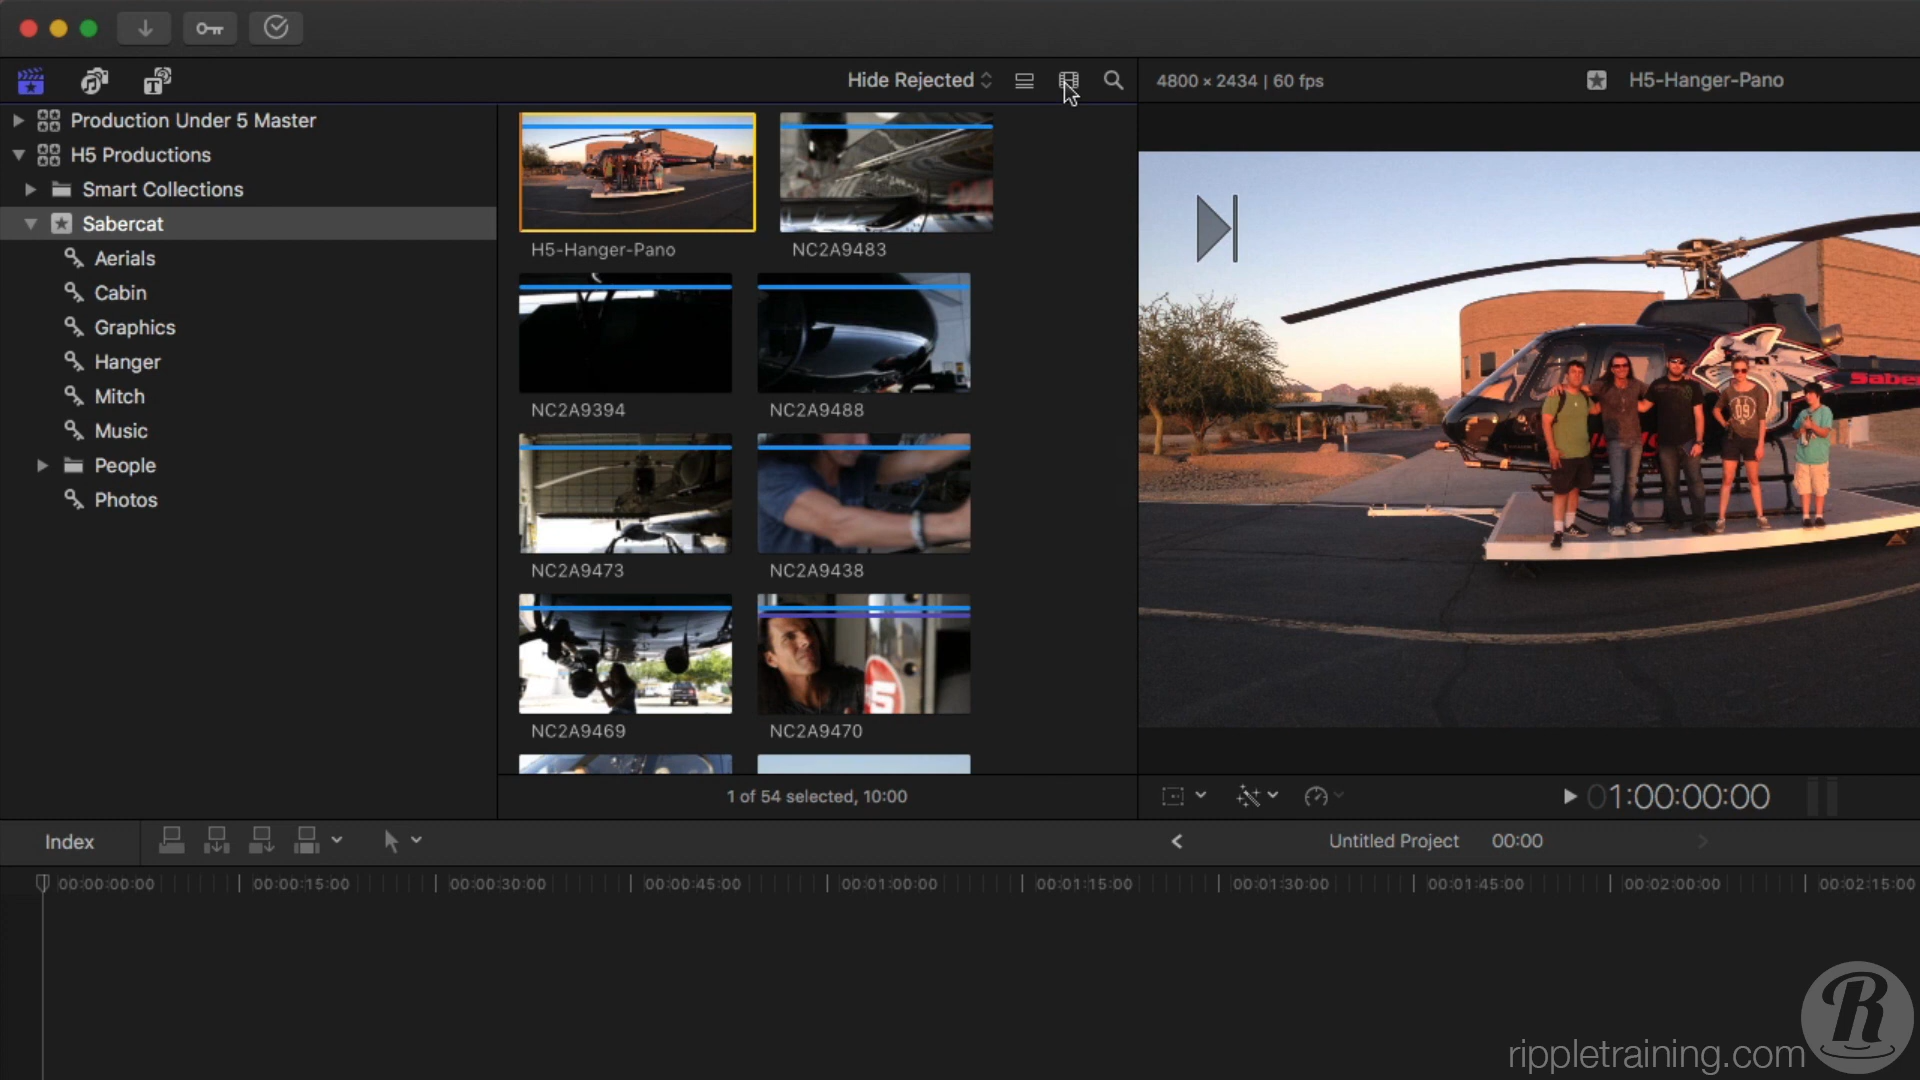 Hide Rejected
4800 × 2434 | 60 fps
H5-Hanger-Pano
Production Under 5 Master
H5 Productions
Smart Collections
Sabercat
Aerials
Cabin
Graphics
Hanger
Mitch
Music
People
Photos
H5-Hanger-Pano
NC2A9483
NC2A9394
NC2A9488
NC2A9473
NC2A9438
NC2A9469
NC2A9470
1 of 54 selected, 10:00
01:00:00:00
Index
Untitled Project
00:00
00:00:00:00
00:00:15:00
00:00:30:00
00:00:45:00
00:01:00:00
00:01:15:00
00:01:30:00
00:01:45:00
00:02:00:00
00:02:15:00
R
rippletraining.com